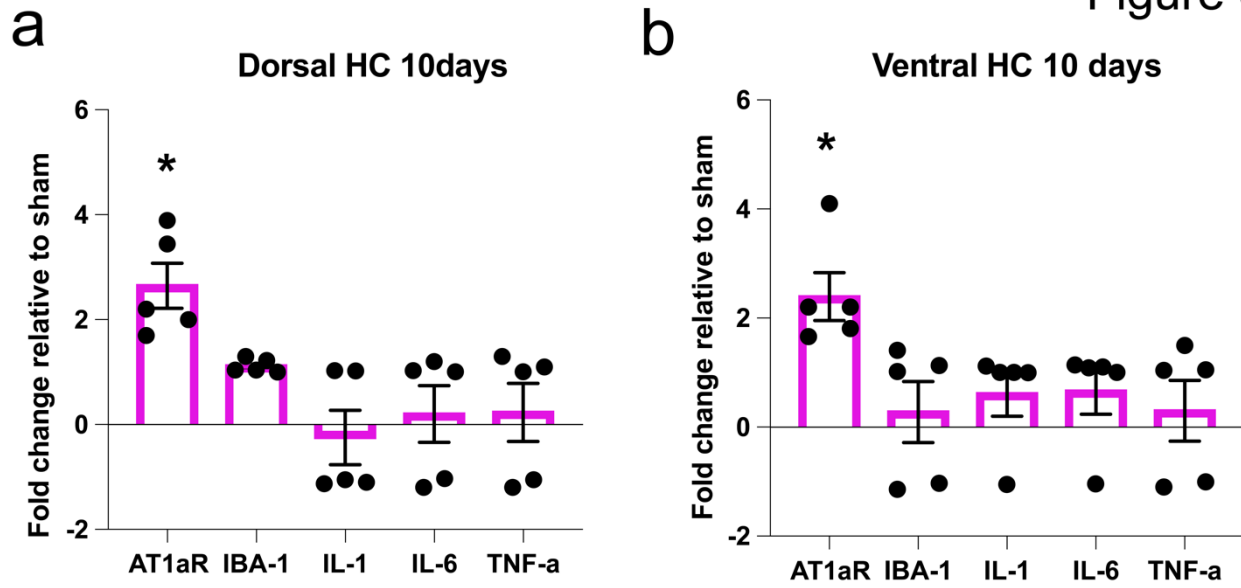 Figure
a
Dorsal HC 10days
Fold change relative to sham
6
4
2
0
-2
*
AT1aR IBA-1 IL-1 IL-6 TNF-a
b
Ventral HC 10 days
Fold change relative to sham
6
4
2
0
-2
*
AT1aR IBA-1 IL-1 IL-6 TNF-a